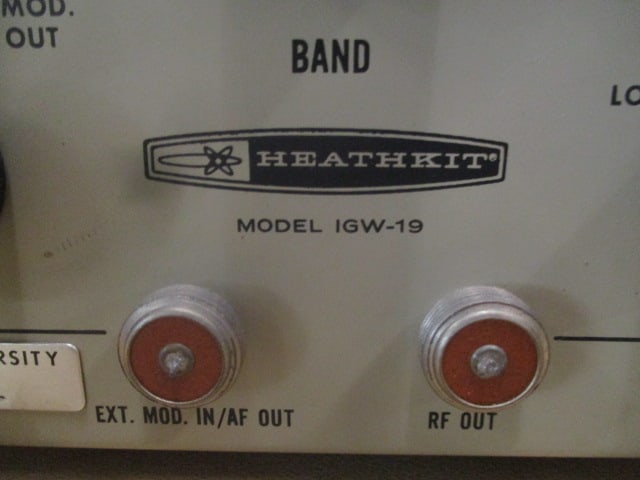 MOD.
OUT
BAND
LO
HEATHKIT®
MODEL IGW-19
RSITY
EXT. MOD. IN/AF OUT
RF OUT